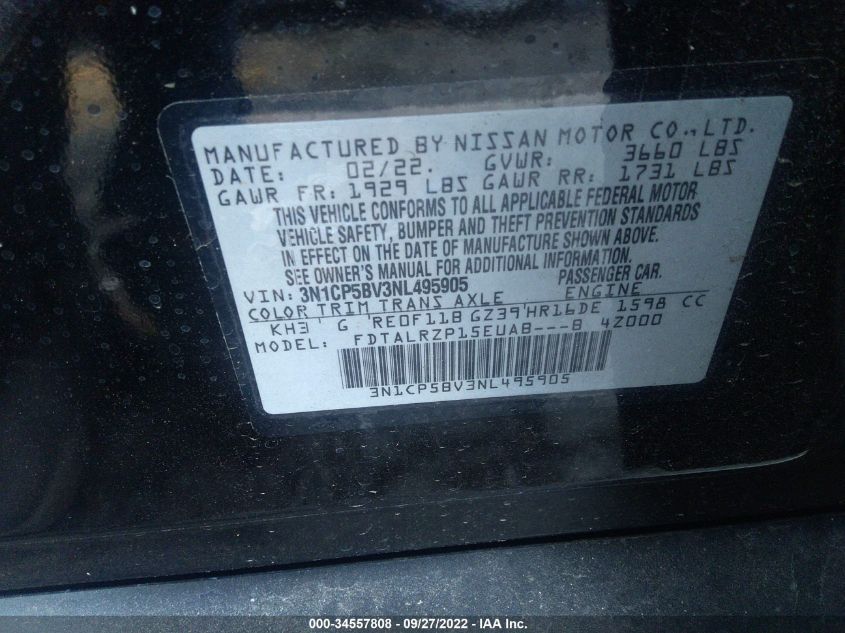 MANUFACTURED BY NISSAN MOTOR CO., LTD.
DATE: 02/22. GVWR: 3660 LBS
GAWR FR: 1929 LBS GAWR RR: 1731 LBS
THIS VEHICLE CONFORMS TO ALL APPLICABLE FEDERAL MOTOR
VEHICLE SAFETY, BUMPER AND THEFT PREVENTION STANDARDS
IN EFFECT ON THE DATE OF MANUFACTURE SHOWN ABOVE.
SEE OWNER'S MANUAL FOR ADDITIONAL INFORMATION.
VIN: 3N1CP5BV3NL495905 PASSENGER CAR.
COLOR TRIM TRANS AXLE ENGINE
KH3 G RE0F11B GZ39 HR16DE 1598 CC
MODEL: FDTALRZP15EUAB---B 4Z000
3N1CP5BV3NL495905
000-34557808 - 09/27/2022 - IAA Inc.